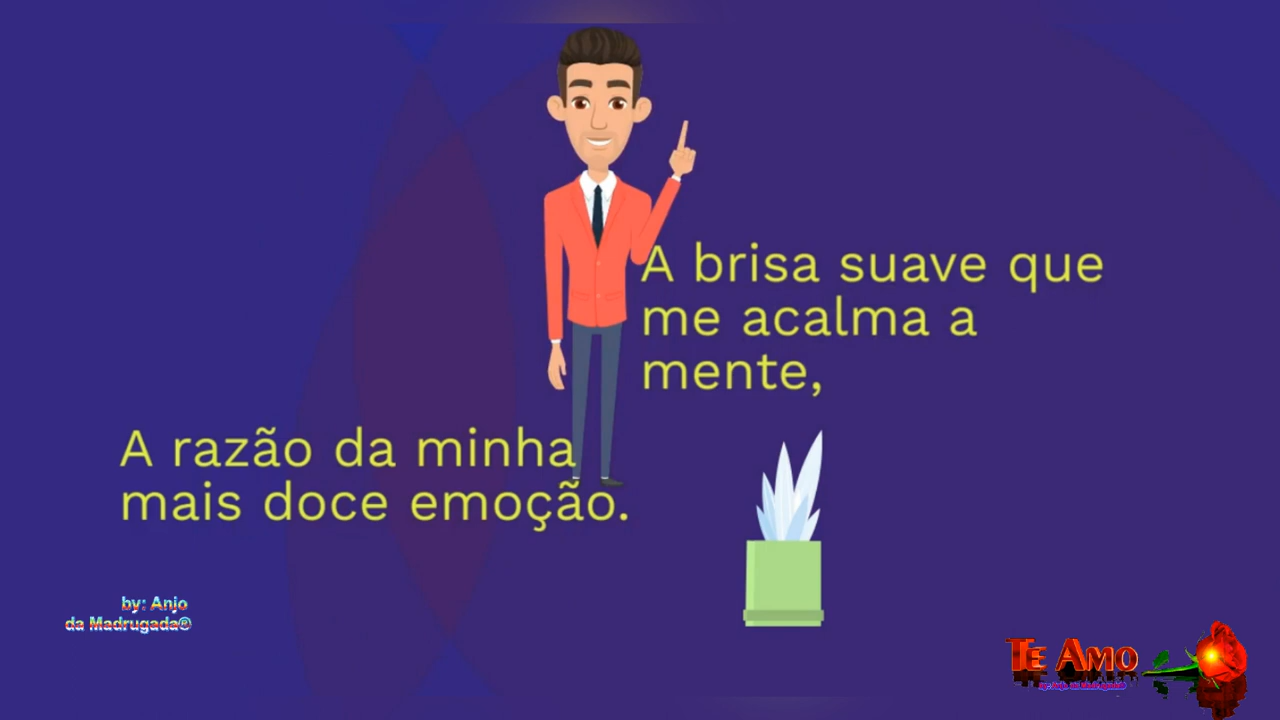 A brisa suave que
me acalma a
mente,
A razão da minha
mais doce emoção.
by: Anjo
da Madrugada®
TE AMO